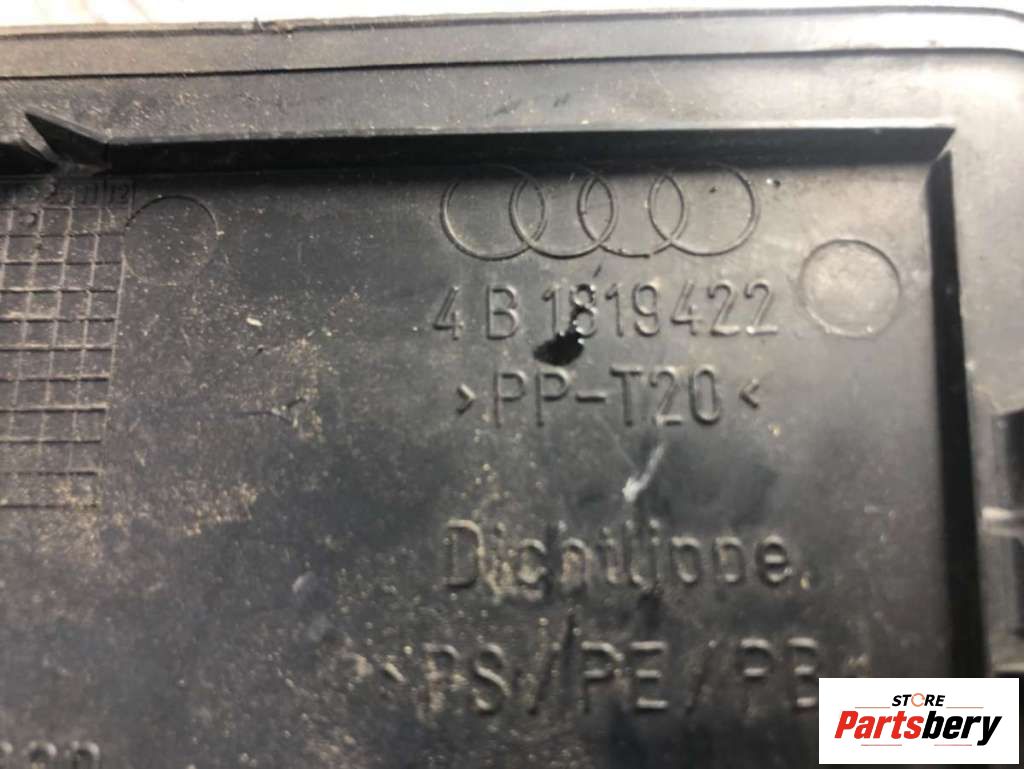 4B1819422
>PP-T20<
Dichtlippe
>PS/PE/PB
STORE
Partsbery